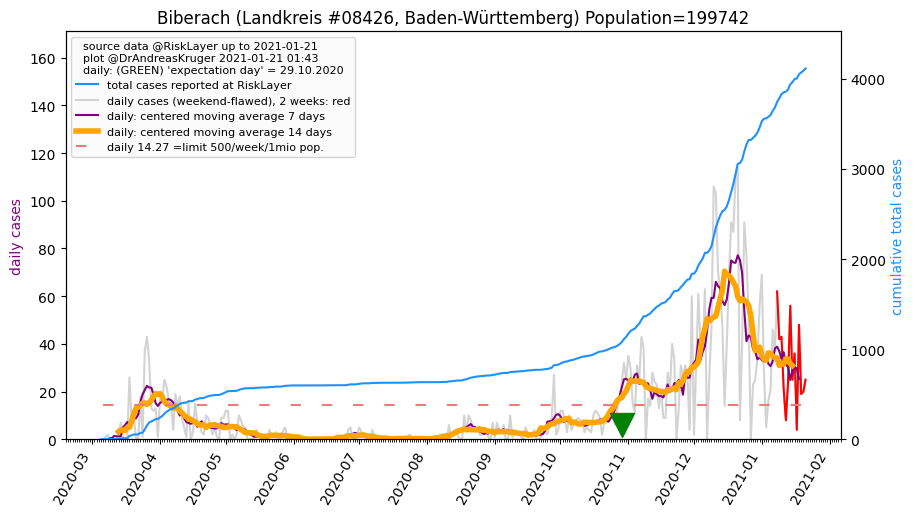 Biberach (Landkreis #08426, Baden-Württemberg) Population=199742
source data @RiskLayer up to 2021-01-21
plot @DrAndreasKruger 2021-01-21 01:43
daily: (GREEN) 'expectation day' = 29.10.2020
total cases reported at RiskLayer
daily cases (weekend-flawed), 2 weeks: red
daily: centered moving average 7 days
daily: centered moving average 14 days
daily 14.27 =limit 500/week/1mio pop.
daily cases
160
140
120
100
80
60
40
20
0
cumulative total cases
4000
3000
2000
1000
0
2020-03
2020-04
2020-05
2020-06
2020-07
2020-08
2020-09
2020-10
2020-11
2020-12
2021-01
2021-02